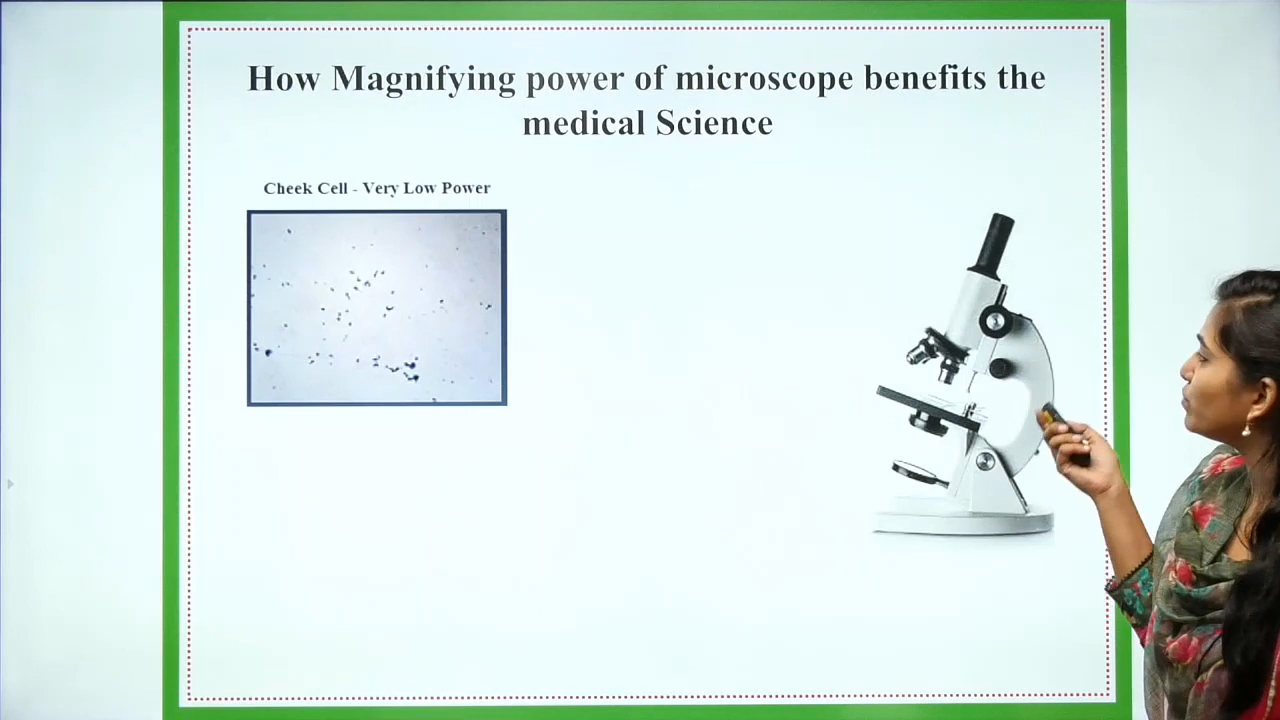 How Magnifying power of microscope benefits the
medical Science
Cheek Cell - Very Low Power